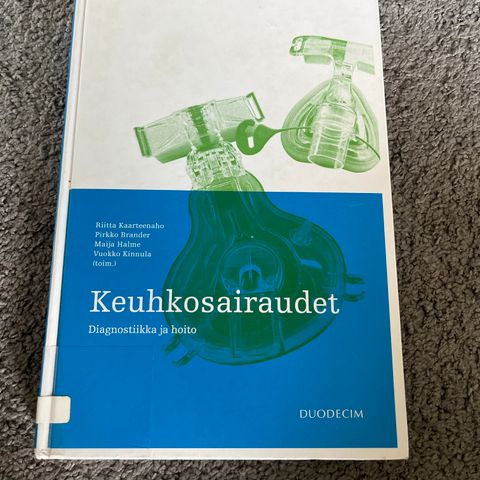 Riitta Kaarteenaho
Pirkko Brander
Maija Halme
Vuokko Kinnula
(toim.)
Keuhkosairaudet
Diagnostiikka ja hoito
DUODECIM